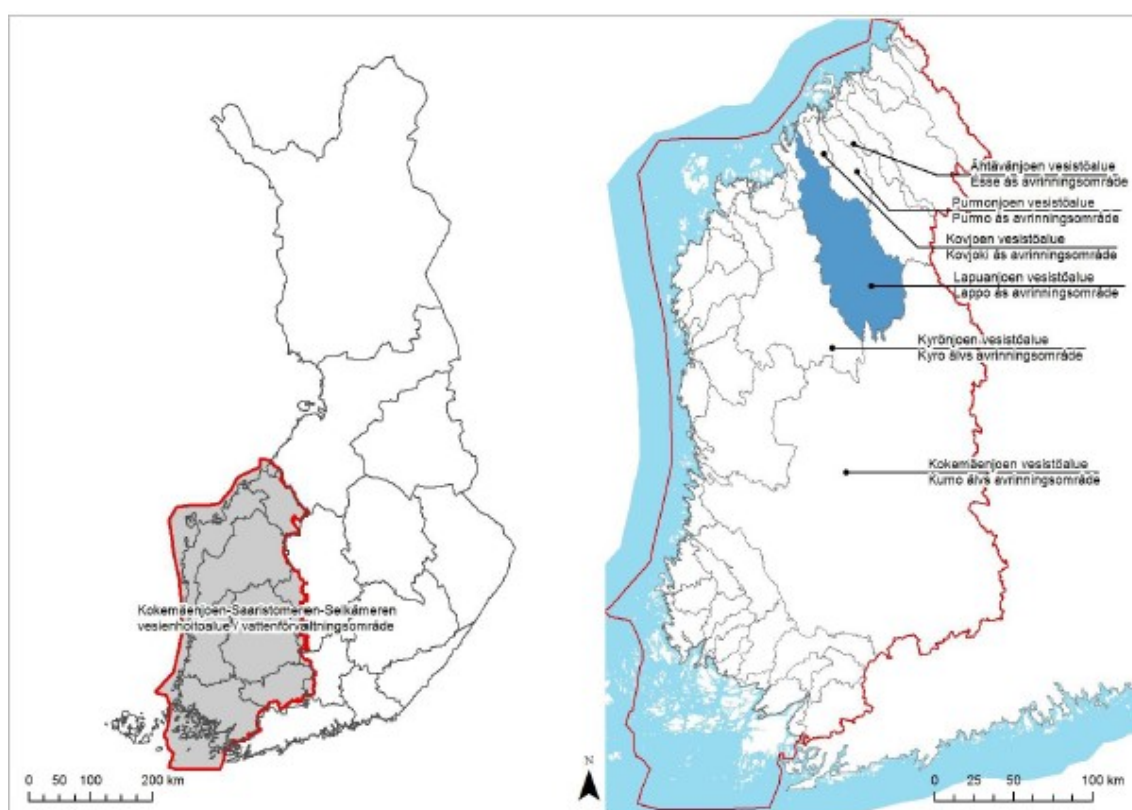 Kokemäenjoen-Saaristomeren-Selkämeren
vesienhoitoalue / vattenförvaltningsområde
0 50 100 200 km
Ähtävänjoen vesistöalue
Esse ås avrinningsområde
Purmonjoen vesistöalue
Purmo ås avrinningsområde
Kovjoen vesistöalue
Kovjoki ås avrinningsområde
Lapuanjoen vesistöalue
Lappo ås avrinningsområde
Kyrönjoen vesistöalue
Kyro älvs avrinningsområde
Kokemäenjoen vesistöalue
Kumo älvs avrinningsområde
N
0 25 50 100 km